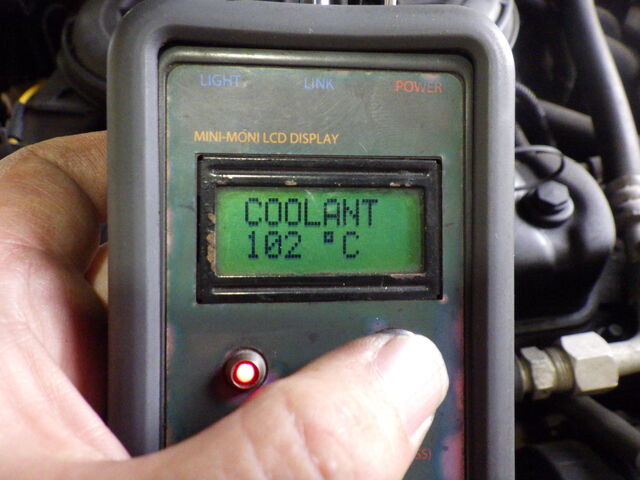 LIGHT LINK POWER
MINI-MONI LCD DISPLAY
COOLANT
102 °C